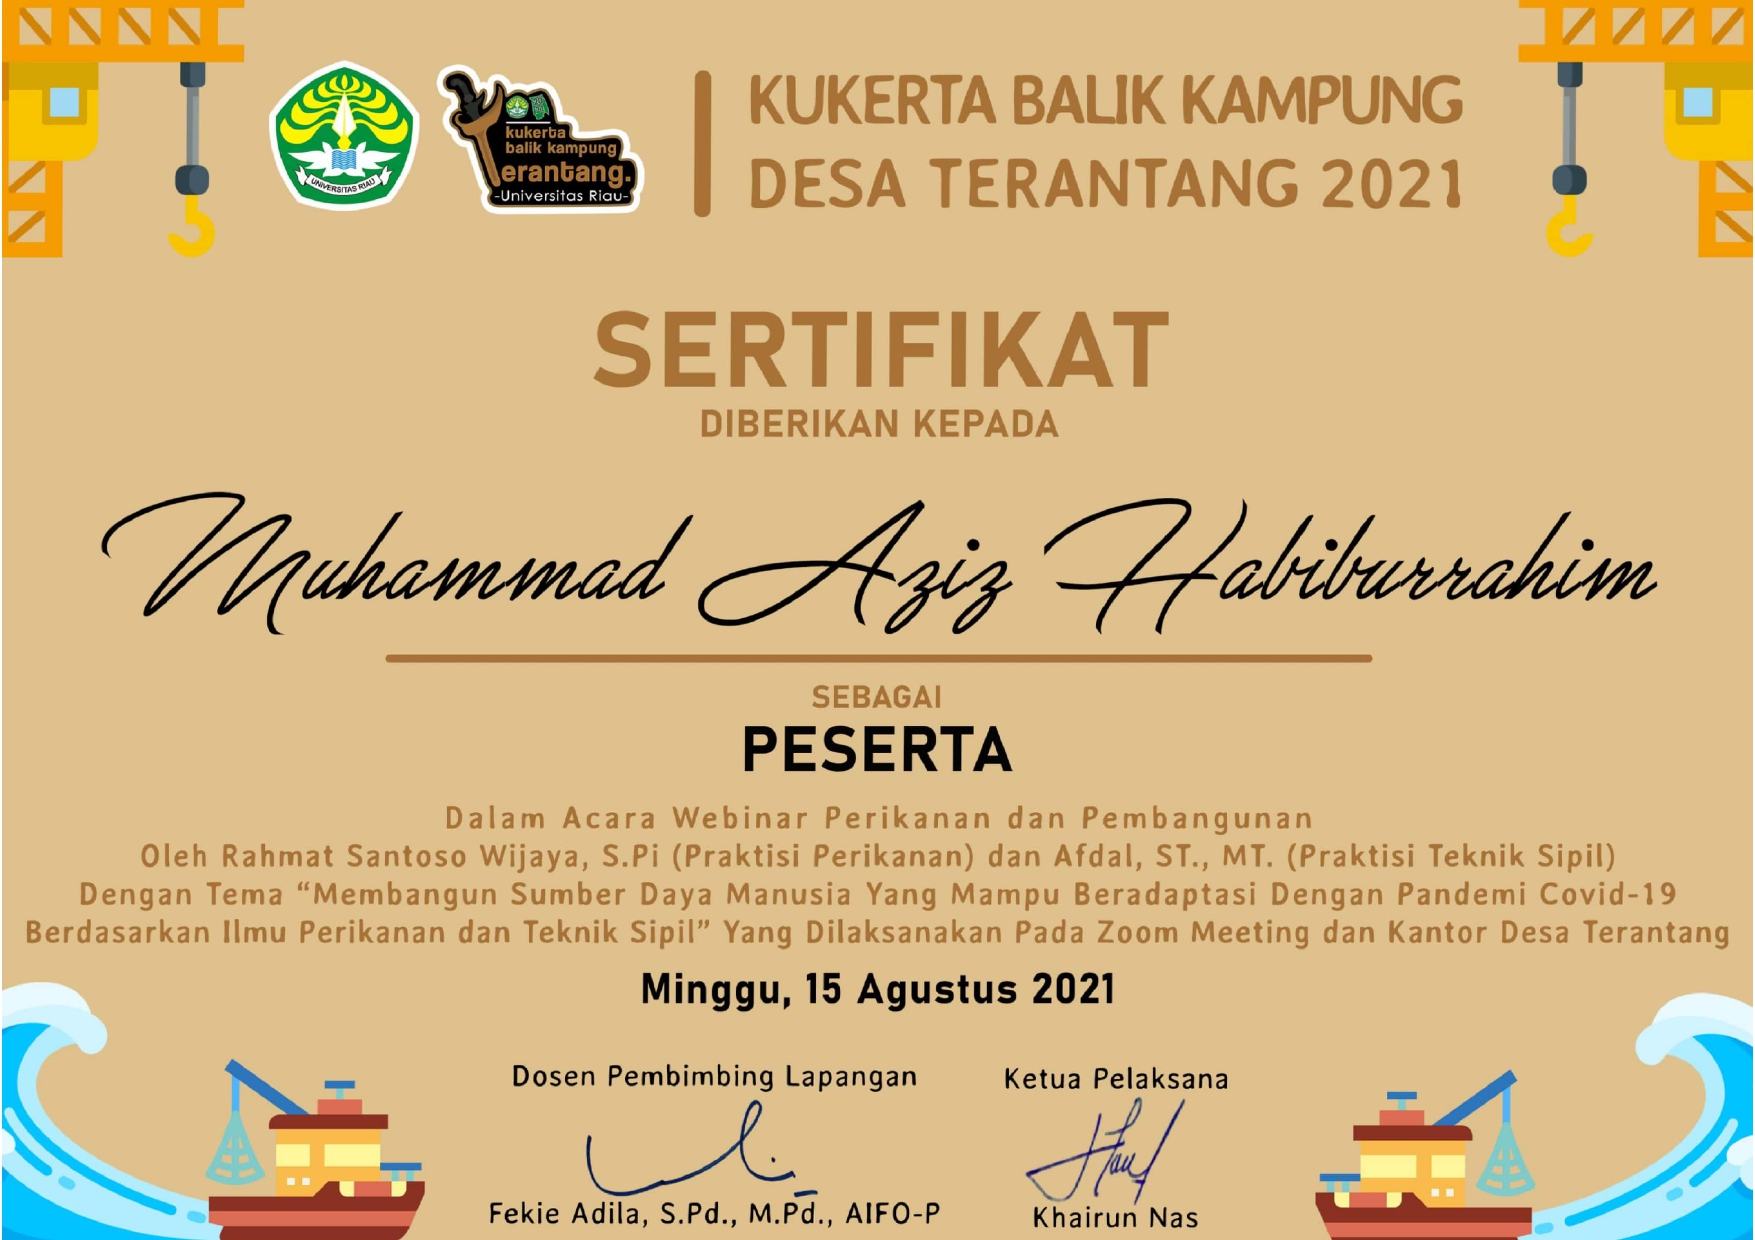 UNIVERSITAS RIAU
kukerta
balik kampung
erantang.
-Universitas Riau-
KUKERTA BALIK KAMPUNG
DESA TERANTANG 2021
SERTIFIKAT
DIBERIKAN KEPADA
Muhammad Aziz Habiburrahim
SEBAGAI
PESERTA
Dalam Acara Webinar Perikanan dan Pembangunan
Oleh Rahmat Santoso Wijaya, S.Pi (Praktisi Perikanan) dan Afdal, ST., MT. (Praktisi Teknik Sipil)
Dengan Tema “Membangun Sumber Daya Manusia Yang Mampu Beradaptasi Dengan Pandemi Covid-19
Berdasarkan Ilmu Perikanan dan Teknik Sipil” Yang Dilaksanakan Pada Zoom Meeting dan Kantor Desa Terantang
Minggu, 15 Agustus 2021
Dosen Pembimbing Lapangan
Ketua Pelaksana
Fekie Adila, S.Pd., M.Pd., AIFO-P
Khairun Nas